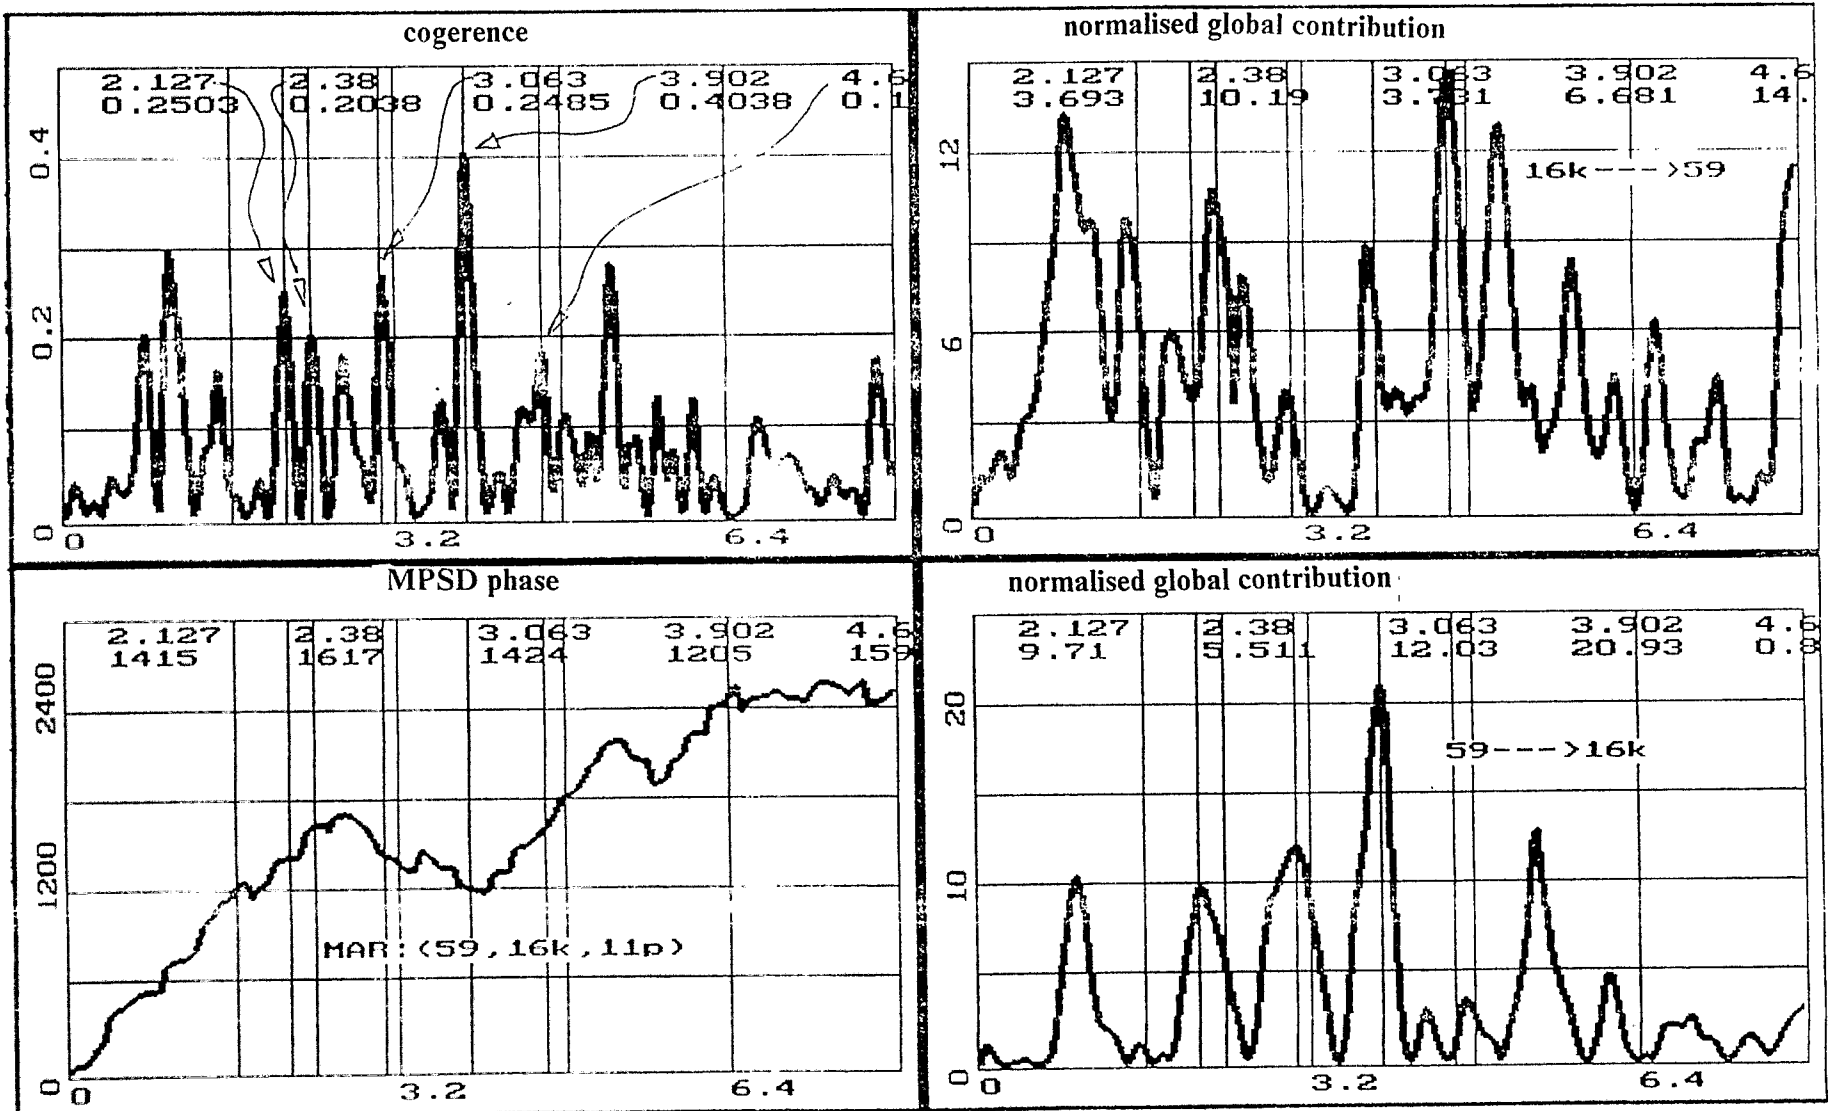 cogerence
2.127 2.38 3.063 3.902 4.6
0.2503 0.2038 0.2485 0.4038 0.1
0.4
0.2
0
0 3.2 6.4
normalised global contribution
2.127 2.38 3.063 3.902 4.6
3.693 10.19 3.731 6.681 14.
12
16k--->59
6
0
0 3.2 6.4
MPSD phase
2.127 2.38 3.063 3.902 4.6
1415 1617 1424 1205 159
2400
1200
MAR:(59,16k,11p)
0
0 3.2 6.4
normalised global contribution
2.127 2.38 3.063 3.902 4.6
9.71 5.511 12.03 20.93 0.8
20
59--->16k
10
0
0 3.2 6.4